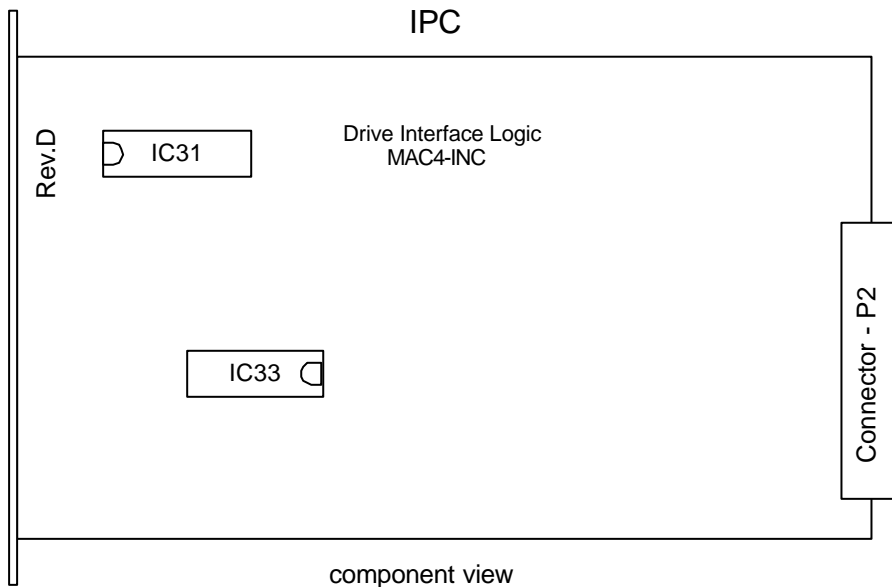 IPC
Rev.D
IC31
Drive Interface Logic
MAC4-INC
IC33
Connector - P2
component view